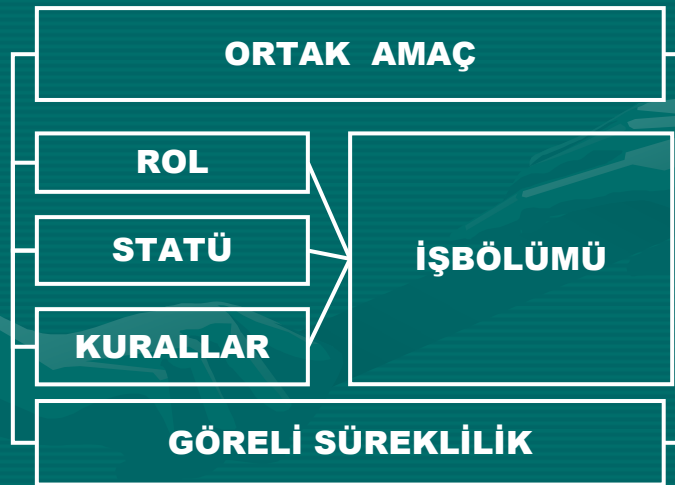 ORTAK AMAÇ
ROL
STATÜ
KURALLAR
İŞBÖLÜMÜ
GÖRELİ SÜREKLİLİK